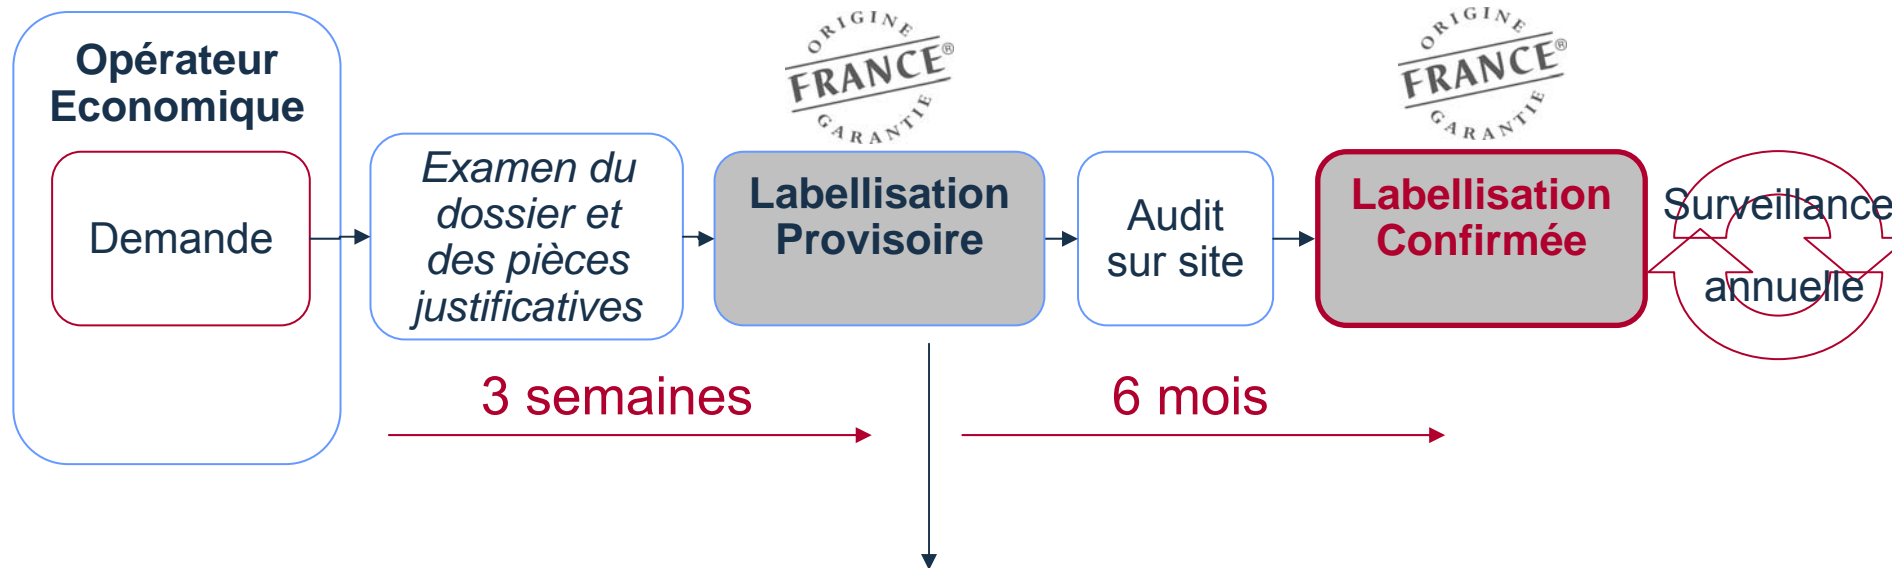 Opérateur
Economique
Demande
Examen du
dossier et
des pièces
justificatives
ORIGINE
FRANCE®
GARANTIE
Labellisation
Provisoire
Audit
sur site
ORIGINE
FRANCE®
GARANTIE
Labellisation
Confirmée
Surveillance
annuelle
3 semaines
6 mois